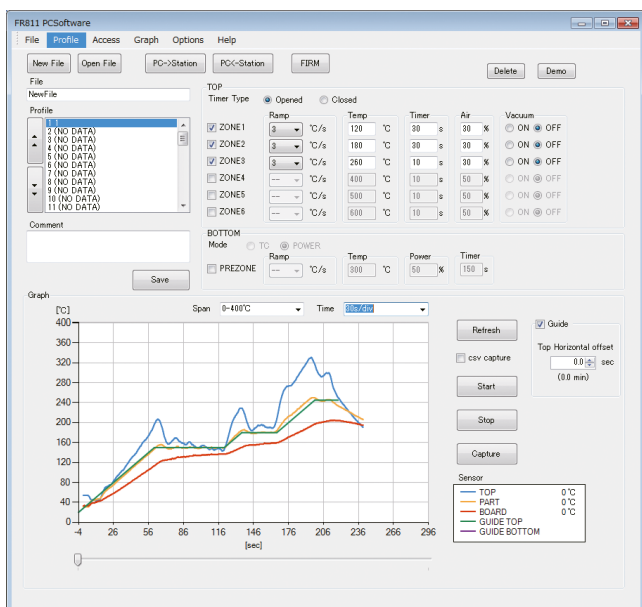 FR811 PCSoftware
File Profile Access Graph Options Help
New File Open File PC->Station PC<-Station FIRM Delete Demo
File
NewFile
Profile
1 1
2 (NO DATA)
3 (NO DATA)
4 (NO DATA)
5 (NO DATA)
6 (NO DATA)
7 (NO DATA)
8 (NO DATA)
9 (NO DATA)
10 (NO DATA)
11 (NO DATA)
Comment
Save
TOP
Timer Type Opened Closed
Ramp Temp Timer Air Vacuum
ZONE1 3 °C/s 120 °C 30 s 30 % ON OFF
ZONE2 3 °C/s 180 °C 30 s 30 % ON OFF
ZONE3 3 °C/s 260 °C 10 s 30 % ON OFF
ZONE4 -- °C/s 400 °C 10 s 50 % ON OFF
ZONE5 -- °C/s 500 °C 10 s 50 % ON OFF
ZONE6 -- °C/s 600 °C 10 s 50 % ON OFF
BOTTOM
Mode TC POWER
Ramp Temp Power Timer
PREZONE -- °C/s 300 °C 50 % 150 s
Graph
[°C] Span 0-400°C Time 30s/div
400
360
320
280
240
200
160
120
80
40
0
-4 26 56 86 116 146 176 206 236 266 296
[sec]
Refresh
csv capture
Start
Stop
Capture
Guide
Top Horizontal offset
0.0 sec
(0.0 min)
Sensor
TOP 0 °C
PART 0 °C
BOARD 0 °C
GUIDE TOP
GUIDE BOTTOM